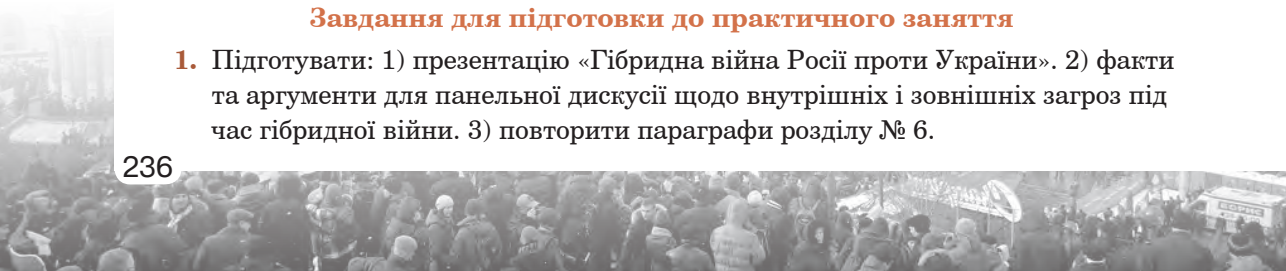 Завдання для підготовки до практичного заняття
1. Підготувати: 1) презентацію «Гібридна війна Росії проти України». 2) факти
та аргументи для панельної дискусії щодо внутрішніх і зовнішніх загроз під
час гібридної війни. 3) повторити параграфи розділу № 6.
236